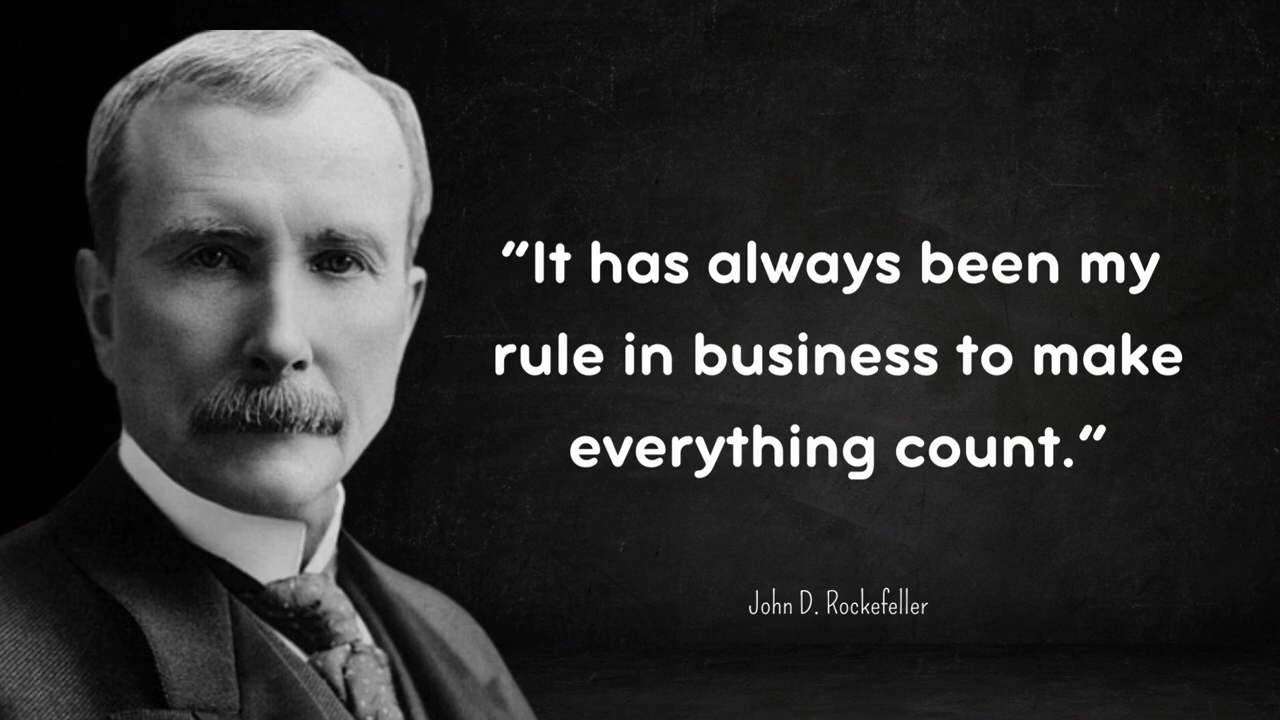 “It has always been my
rule in business to make
everything count.”
John D. Rockefeller